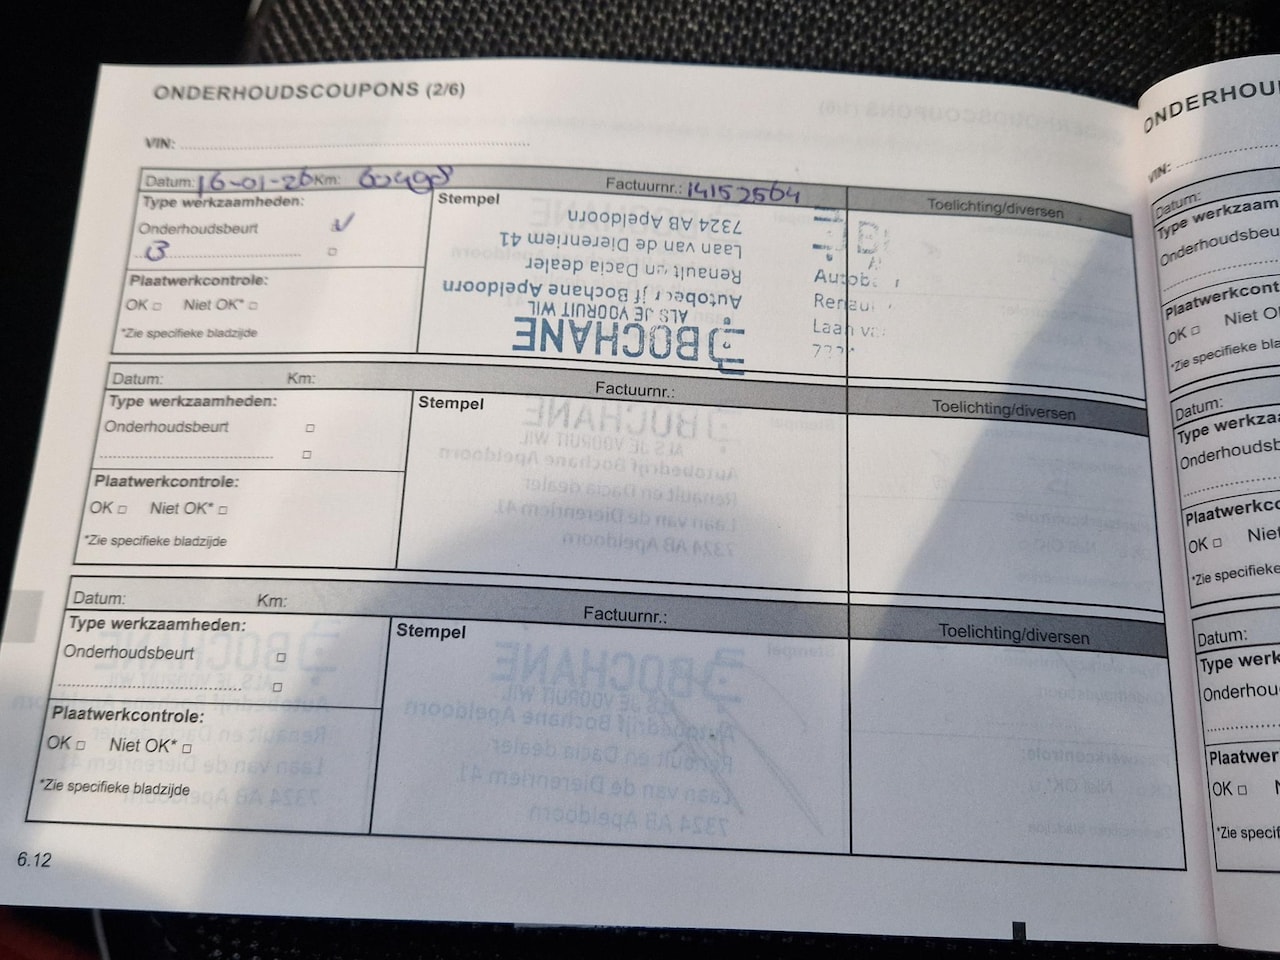 ONDERHOUDSCOUPONS (2/6)
VIN:
Datum: 16-01-26 Km: 60498 Factuurnr.: 14152564
Toelichting/diversen
Type werkzaamheden:
Onderhoudsbeurt
B
Plaatwerkcontrole:
OK Niet OK*
*Zie specifieke bladzijde
Stempel
BOCHANE
ALS JE VOORUIT WIL
Autobedrijf Bochane Apeldoorn
Renault en Dacia dealer
Laan van de Dierenriem 41
7324 AB Apeldoorn
Datum: Km: Factuurnr.:
Toelichting/diversen
Type werkzaamheden:
Onderhoudsbeurt
Plaatwerkcontrole:
OK Niet OK*
*Zie specifieke bladzijde
Stempel
Datum: Km: Factuurnr.:
Toelichting/diversen
Type werkzaamheden:
Onderhoudsbeurt
Plaatwerkcontrole:
OK Niet OK*
*Zie specifieke bladzijde
Stempel
6.12
ONDERHOU
VIN:
Datum:
Type werkzaam
Onderhoudsbeu
Plaatwerkcont
OK Niet O
*Zie specifieke bla
Datum:
Type werkza
Onderhoudsb
Plaatwerkco
OK Nie
*Zie specifieke
Datum:
Type werk
Onderhoud
Plaatwer
OK
*Zie specifi